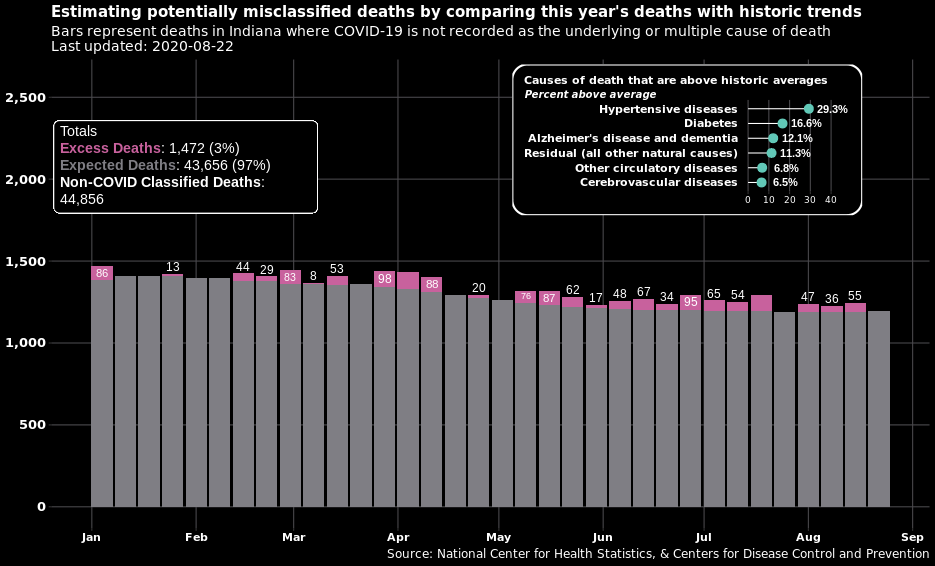 Estimating potentially misclassified deaths by comparing this year's deaths with historic trends
Bars represent deaths in Indiana where COVID-19 is not recorded as the underlying or multiple cause of death
Last updated: 2020-08-22
Causes of death that are above historic averages
Percent above average
Hypertensive diseases 29.3%
Diabetes 16.6%
Alzheimer's disease and dementia 12.1%
Residual (all other natural causes) 11.3%
Other circulatory diseases 6.8%
Cerebrovascular diseases 6.5%
0 10 20 30 40
Totals
Excess Deaths: 1,472 (3%)
Expected Deaths: 43,656 (97%)
Non-COVID Classified Deaths:
44,856
2,500
2,000
1,500
1,000
500
0
86 13 44 29 83 8 53 98 88 20 76 87 62 17 48 67 34 95 65 54 47 36 55
Jan Feb Mar Apr May Jun Jul Aug Sep
Source: National Center for Health Statistics, & Centers for Disease Control and Prevention